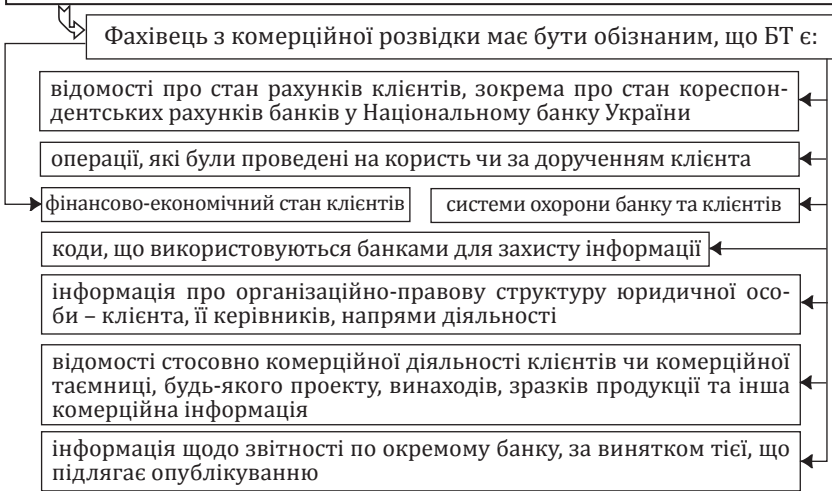 Фахівець з комерційної розвідки має бути обізнаним, що БТ є:
відомості про стан рахунків клієнтів, зокрема про стан кореспон-
дентських рахунків банків у Національному банку України
операції, які були проведені на користь чи за дорученням клієнта
фінансово-економічний стан клієнтів
системи охорони банку та клієнтів
коди, що використовуються банками для захисту інформації
інформація про організаційно-правову структуру юридичної осо-
би – клієнта, її керівників, напрями діяльності
відомості стосовно комерційної діяльності клієнтів чи комерційної
таємниці, будь-якого проекту, винаходів, зразків продукції та інша
комерційна інформація
інформація щодо звітності по окремому банку, за винятком тієї, що
підлягає опублікуванню